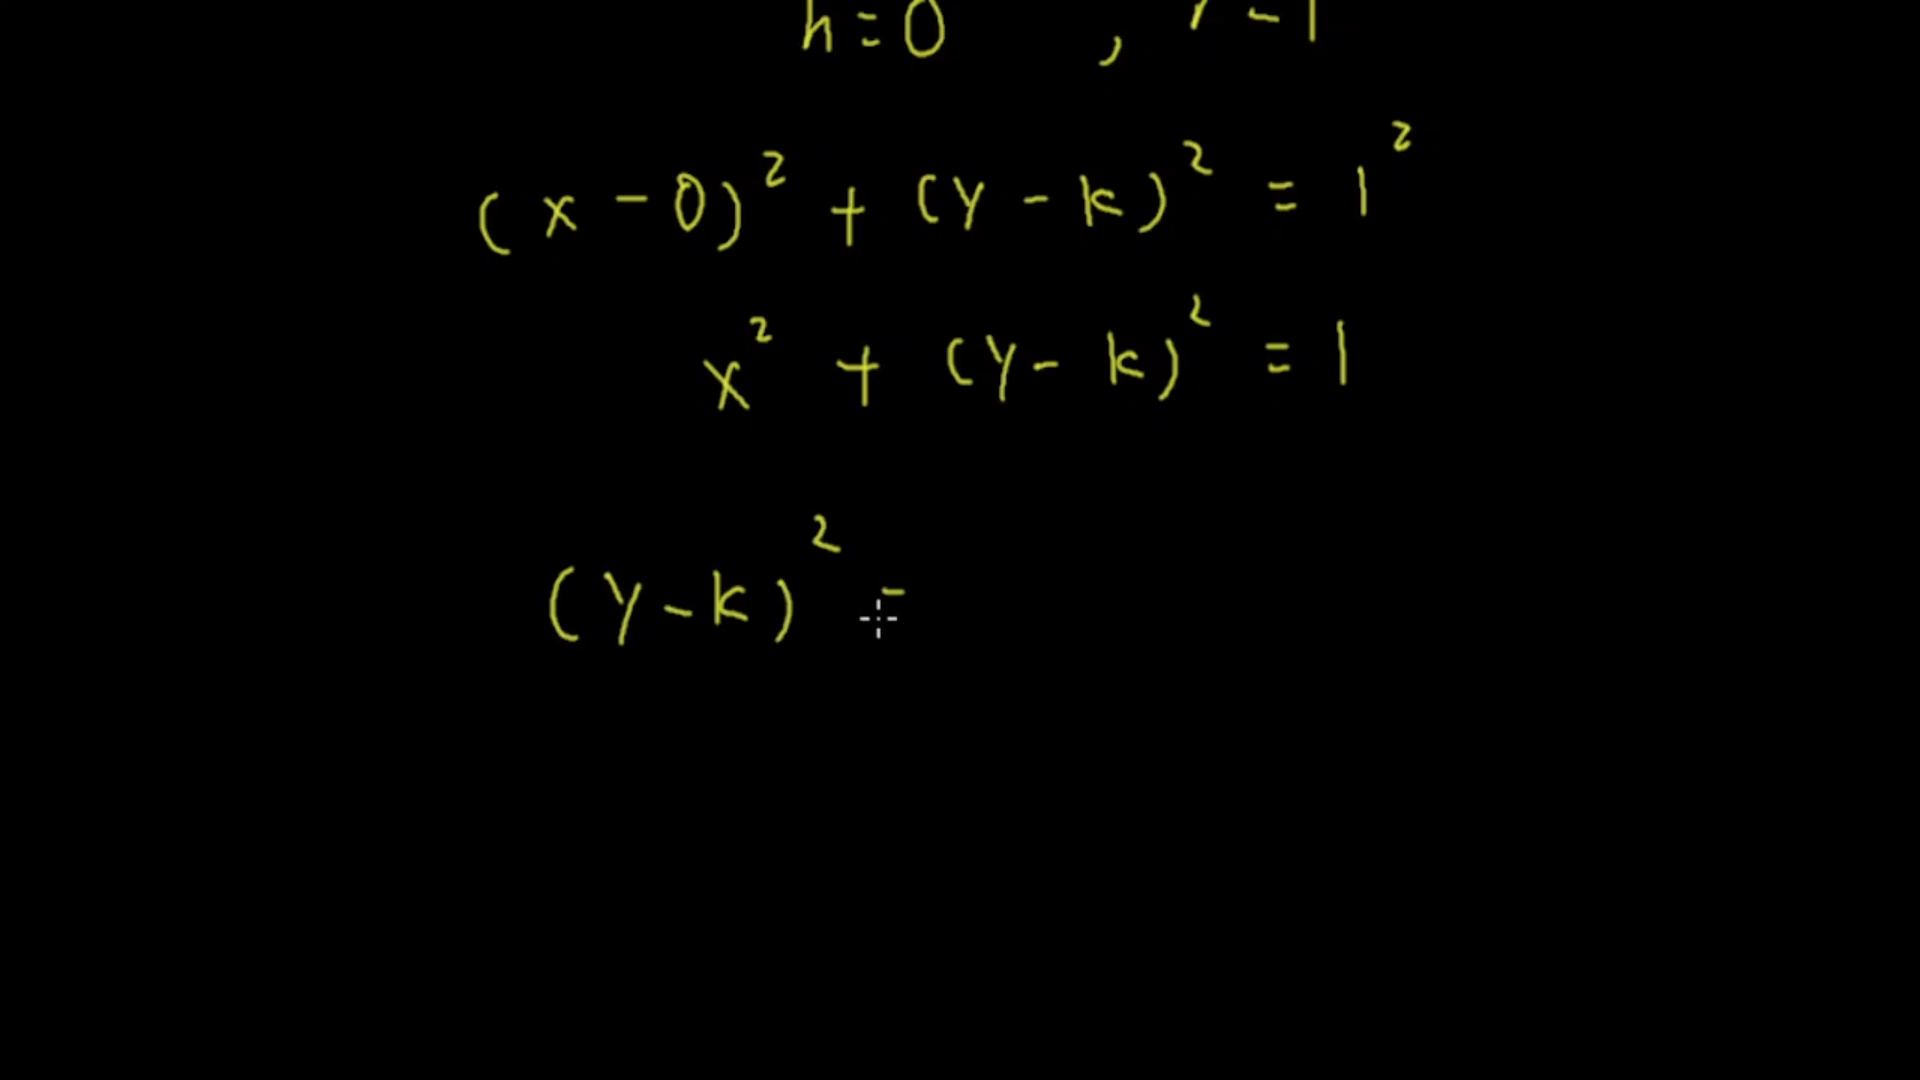 h = 0 , r = 1
(x - 0)² + (y - k)² = 1²
x² + (y - k)² = 1
(y - k)² -